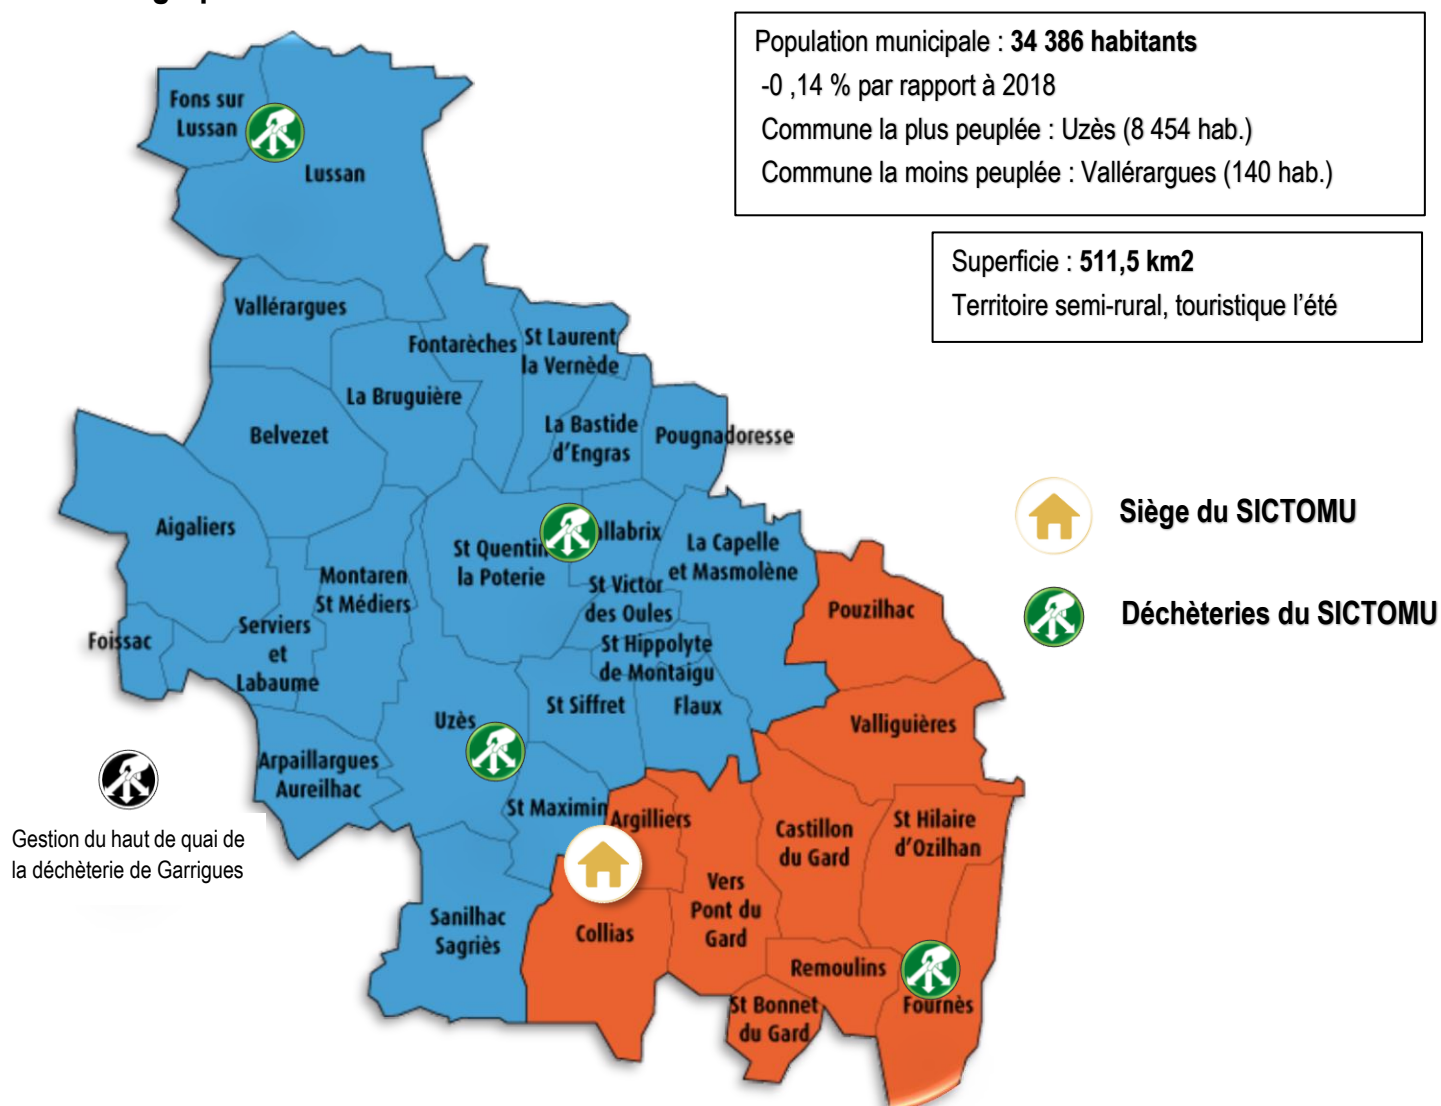 Population municipale : 34 386 habitants
-0 ,14 % par rapport à 2018
Commune la plus peuplée : Uzès (8 454 hab.)
Commune la moins peuplée : Vallérargues (140 hab.)
Superficie : 511,5 km2
Territoire semi-rural, touristique l'été
Fons sur
Lussan
Lussan
Vallérargues
Fontarèches
St Laurent
la Vernède
La Bruguière
Belvezet
La Bastide
d'Engras
Pougnadoresse
Aigaliers
St Quentin
la Poterie
llabrix
La Capelle
et Masmolène
Montaren
St Médiers
St Victor
des Oules
Pouzilhac
Foissac
Serviers
et
Labaume
St Hippolyte
de Montaigu
St Siffret
Flaux
Uzès
Valliguières
Arpaillargues
Aureilhac
St Maximin
Argilliers
Castillon
du Gard
St Hilaire
d'Ozilhan
Vers
Pont du
Gard
Sanilhac
Sagriès
Collias
Remoulins
St Bonnet
du Gard
Fournès
Siège du SICTOMU
Déchèteries du SICTOMU
Gestion du haut de quai de
la déchèterie de Garrigues